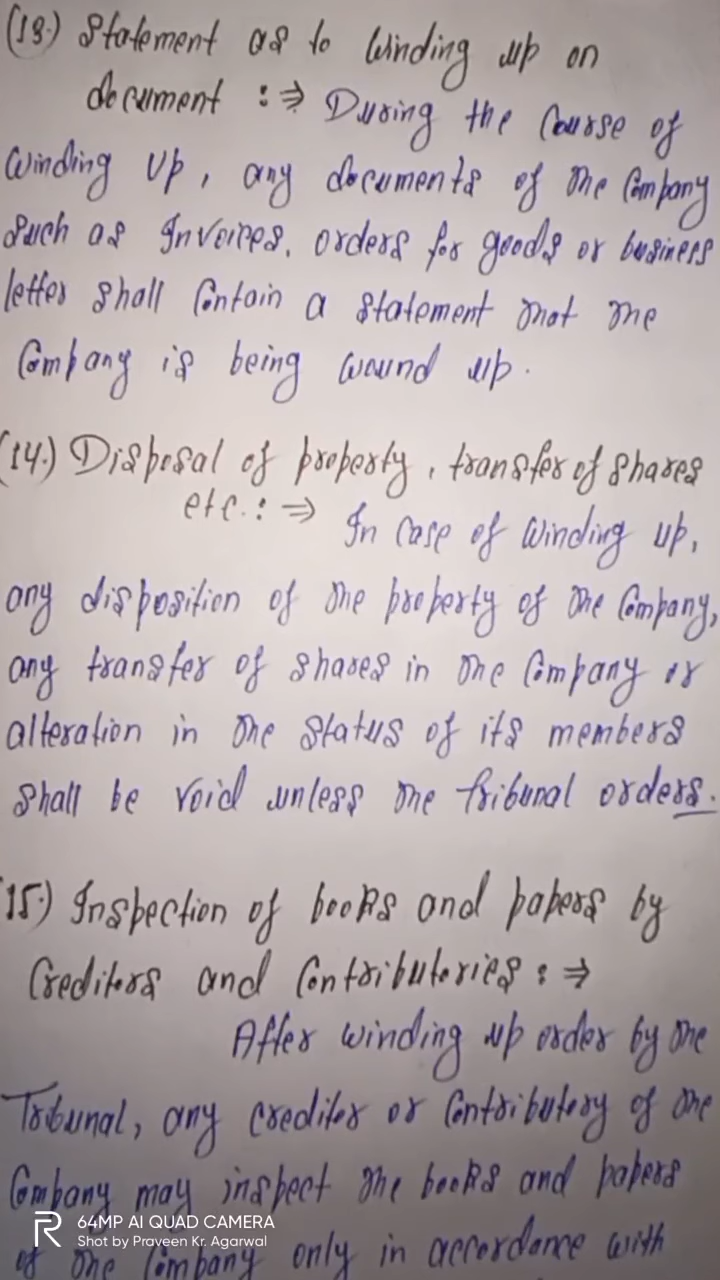 (13.) Statement as to Winding up on
document :⇒ During the Course of
Winding Up, any documents of the Company
Such as Invoices, orders for goods or business
letter shall Contain a Statement that the
Company is being wound up.
(14.) Disposal of property, transfer of shares
etc.:⇒ In Case of Winding up,
any disposition of the property of the Company,
any transfer of shares in the Company or
alteration in the Status of its members
Shall be Void unless the Tribunal orders.
15.) Inspection of books and papers by
Creditors and Contributories :⇒
After winding up order by the
Tribunal, any creditor or Contributory of the
Company may inspect the books and papers
of the Company only in accordance with
64MP AI QUAD CAMERA
Shot by Praveen Kr. Agarwal